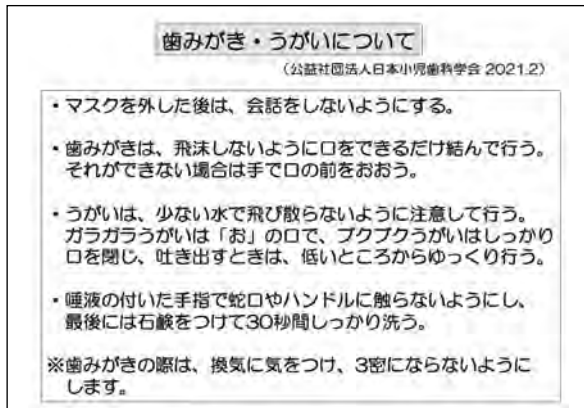 歯みがき・うがいについて
（公益社団法人日本小児歯科学会 2021.2）
・マスクを外した後は、会話をしないようにする。
・歯みがきは、飛沫しないように口をできるだけ結んで行う。
それができない場合は手で口の前をおおう。
・うがいは、少ない水で飛び散らないように注意して行う。
ガラガラうがいは「お」の口で、ブクブクうがいはしっかり
口を閉じ、吐き出すときは、低いところからゆっくり行う。
・唾液の付いた手指で蛇口やハンドルに触らないようにし、
最後には石鹸をつけて30秒間しっかり洗う。
※歯みがきの際は、換気に気をつけ、3密にならないように
します。